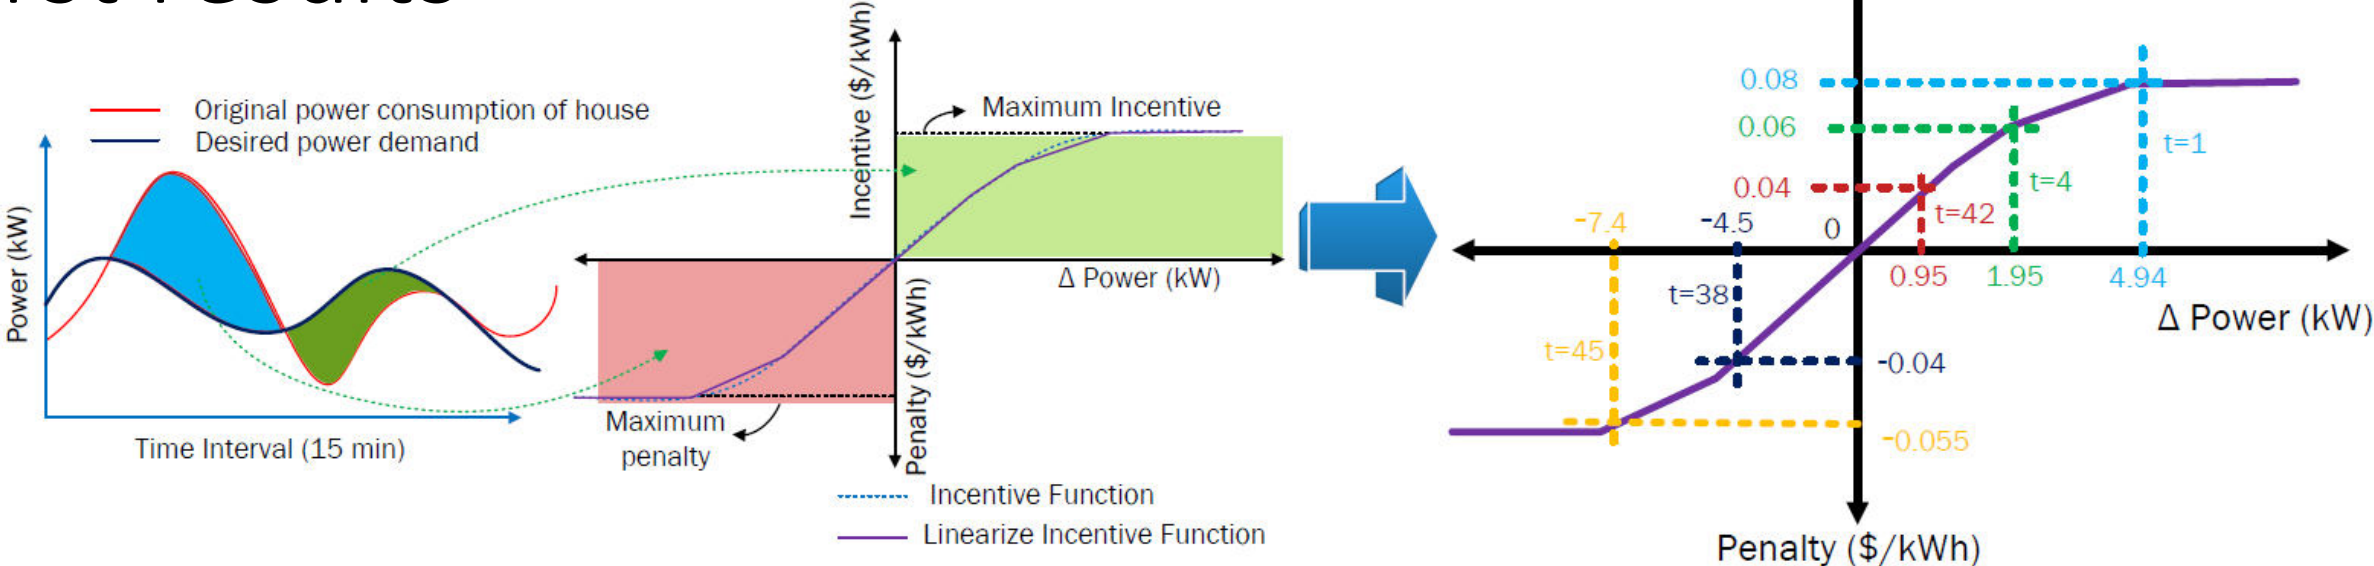 Original power consumption of house
Desired power demand
Power (kW)
Time Interval (15 min)
Incentive ($/kWh)
Maximum Incentive
Δ Power (kW)
Penalty ($/kWh)
Maximum
penalty
Incentive Function
Linearize Incentive Function
0.08
0.06
0.04
t=1
t=4
t=42
-7.4
-4.5
0
0.95
1.95
4.94
t=38
t=45
Δ Power (kW)
-0.04
-0.055
Penalty ($/kWh)